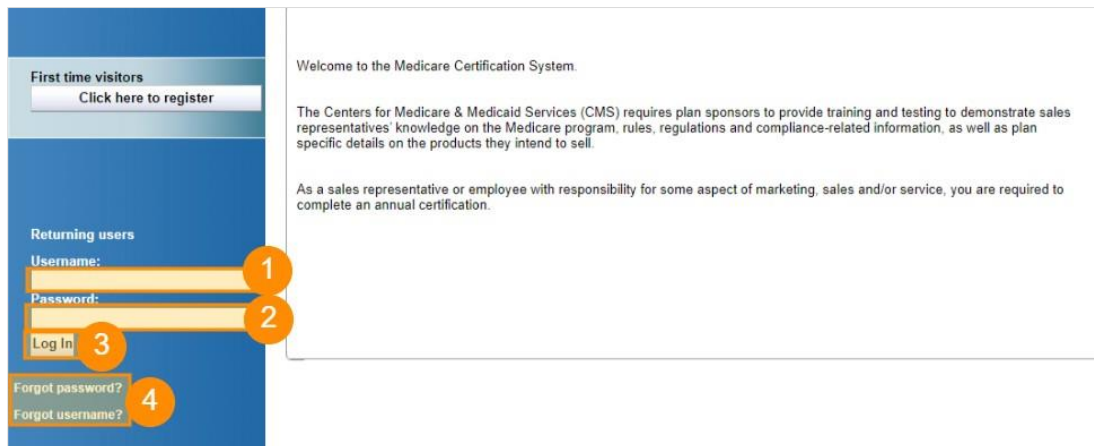 First time visitors
Click here to register
Returning users
Username:
1
Password:
2
Log In
3
Forgot password?
4
Forgot username?
Welcome to the Medicare Certification System.
The Centers for Medicare & Medicaid Services (CMS) requires plan sponsors to provide training and testing to demonstrate sales
representatives' knowledge on the Medicare program, rules, regulations and compliance-related information, as well as plan
specific details on the products they intend to sell.
As a sales representative or employee with responsibility for some aspect of marketing, sales and/or service, you are required to
complete an annual certification.